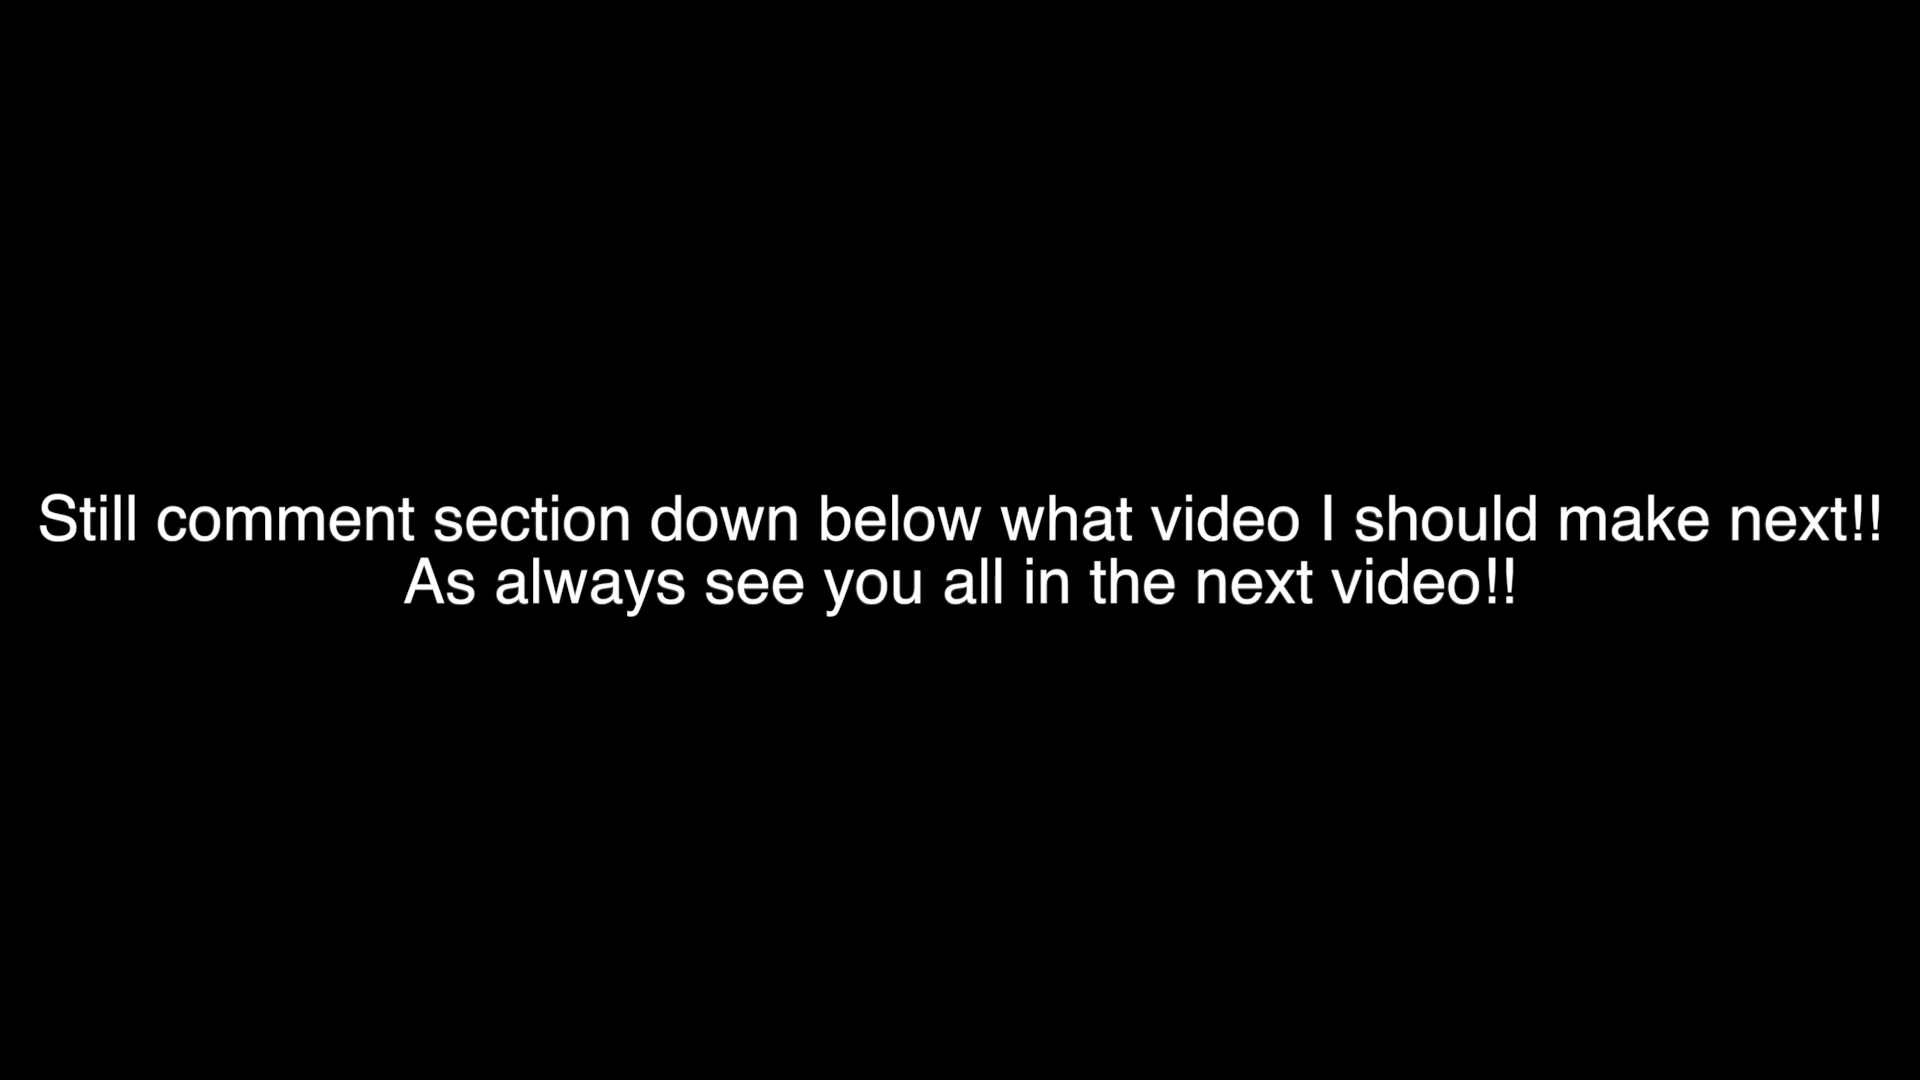 Still comment section down below what video I should make next!!
As always see you all in the next video!!